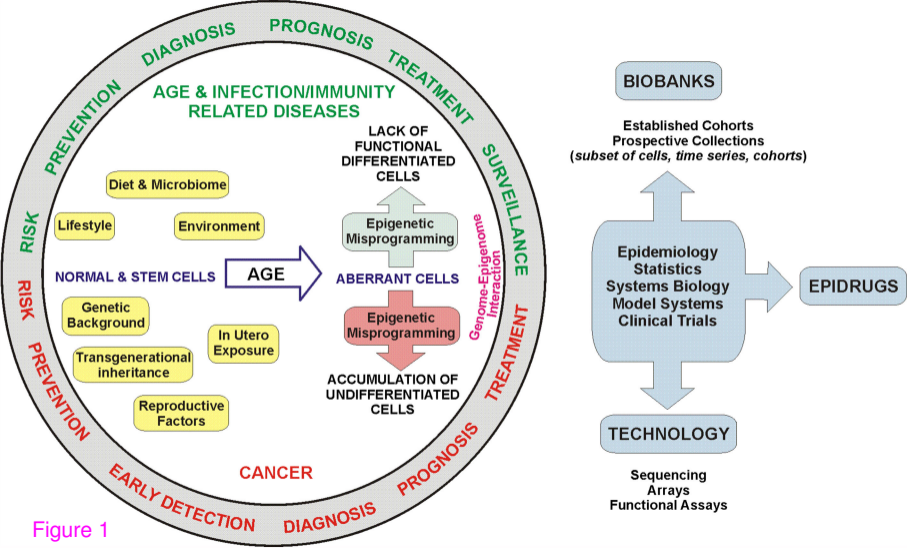 RISK
PREVENTION
DIAGNOSIS
PROGNOSIS
TREATMENT
SURVEILLANCE
AGE & INFECTION/IMMUNITY
RELATED DISEASES
LACK OF
FUNCTIONAL
DIFFERENTIATED
CELLS
Diet & Microbiome
Lifestyle
Environment
Epigenetic
Misprogramming
Genome-Epigenome
Interaction
NORMAL & STEM CELLS
AGE
ABERRANT CELLS
Genetic
Background
In Utero
Exposure
Transgenerational
inheritance
Reproductive
Factors
Epigenetic
Misprogramming
ACCUMULATION OF
UNDIFFERENTIATED
CELLS
CANCER
RISK
PREVENTION
EARLY DETECTION
DIAGNOSIS
PROGNOSIS
TREATMENT
Figure 1
BIOBANKS
Established Cohorts
Prospective Collections
(subset of cells, time series, cohorts)
Epidemiology
Statistics
Systems Biology
Model Systems
Clinical Trials
EPIDRUGS
TECHNOLOGY
Sequencing
Arrays
Functional Assays